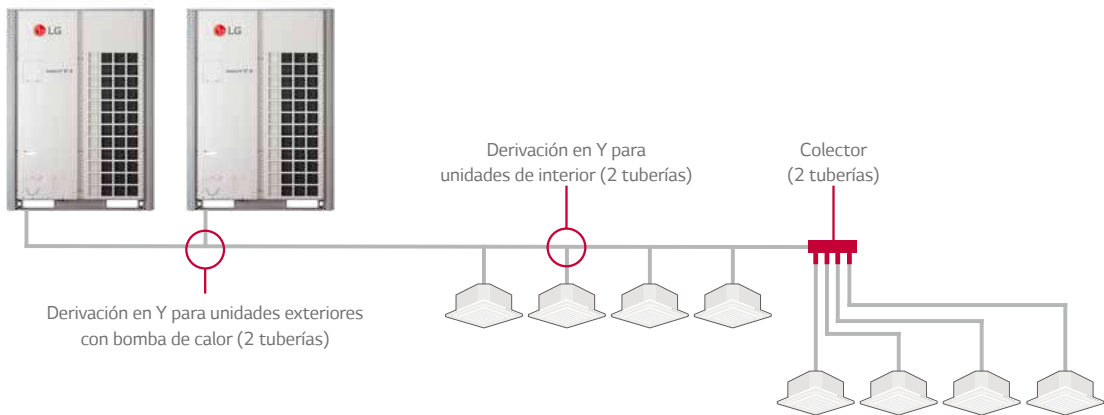 LG
LG
Derivación en Y para
unidades de interior (2 tuberías)
Colector
(2 tuberías)
Derivación en Y para unidades exteriores
con bomba de calor (2 tuberías)